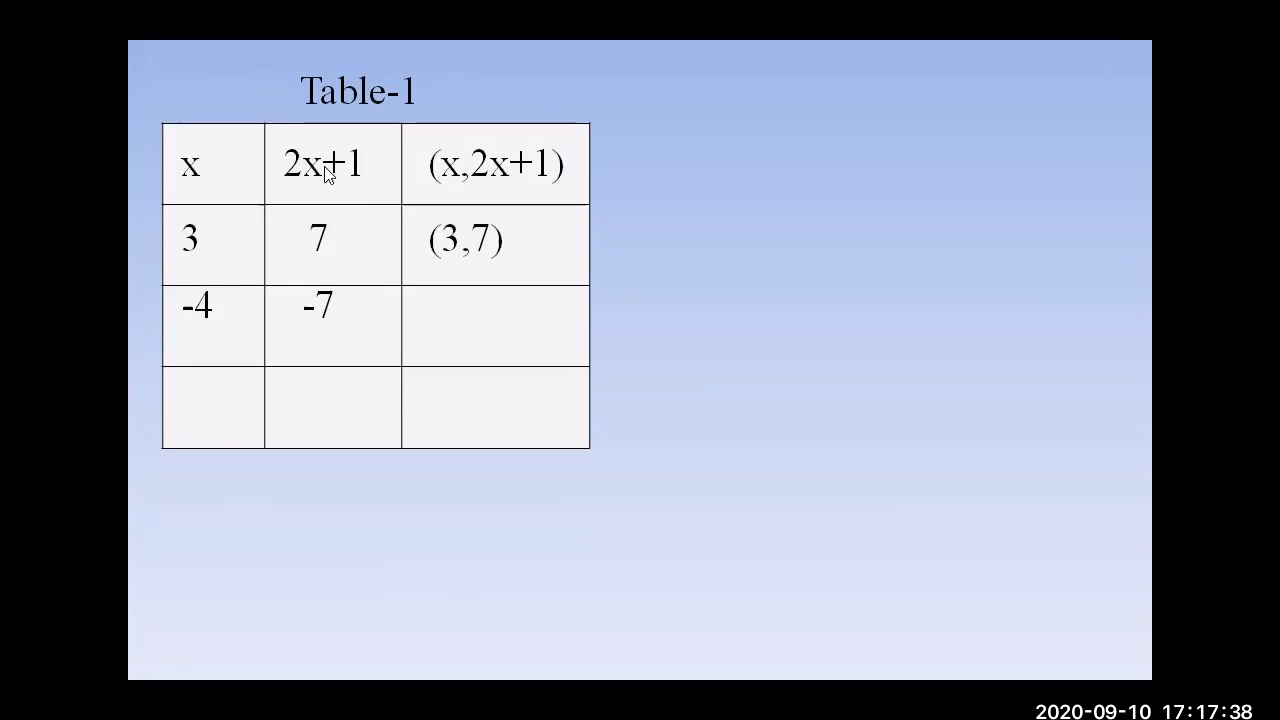 Table-1
x 2x+1 (x,2x+1)
3 7 (3,7)
-4 -7
2020-09-10 17:17:38